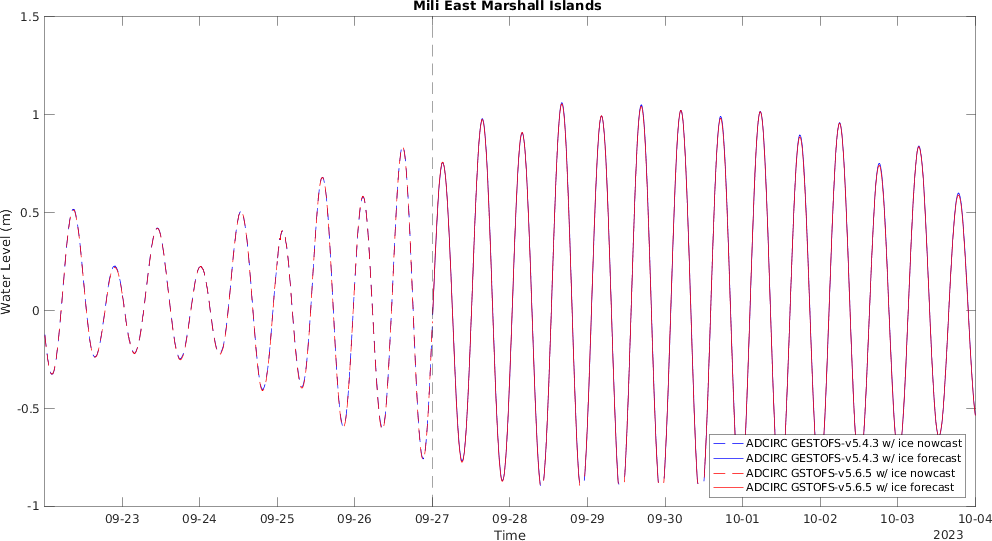 Mili East Marshall Islands
1.5
1
0.5
0
-0.5
-1
Water Level (m)
09-23
09-24
09-25
09-26
09-27
09-28
09-29
09-30
10-01
10-02
10-03
10-04
Time
2023
ADCIRC GESTOFS-v5.4.3 w/ ice nowcast
ADCIRC GESTOFS-v5.4.3 w/ ice forecast
ADCIRC GSTOFS-v5.6.5 w/ ice nowcast
ADCIRC GSTOFS-v5.6.5 w/ ice forecast